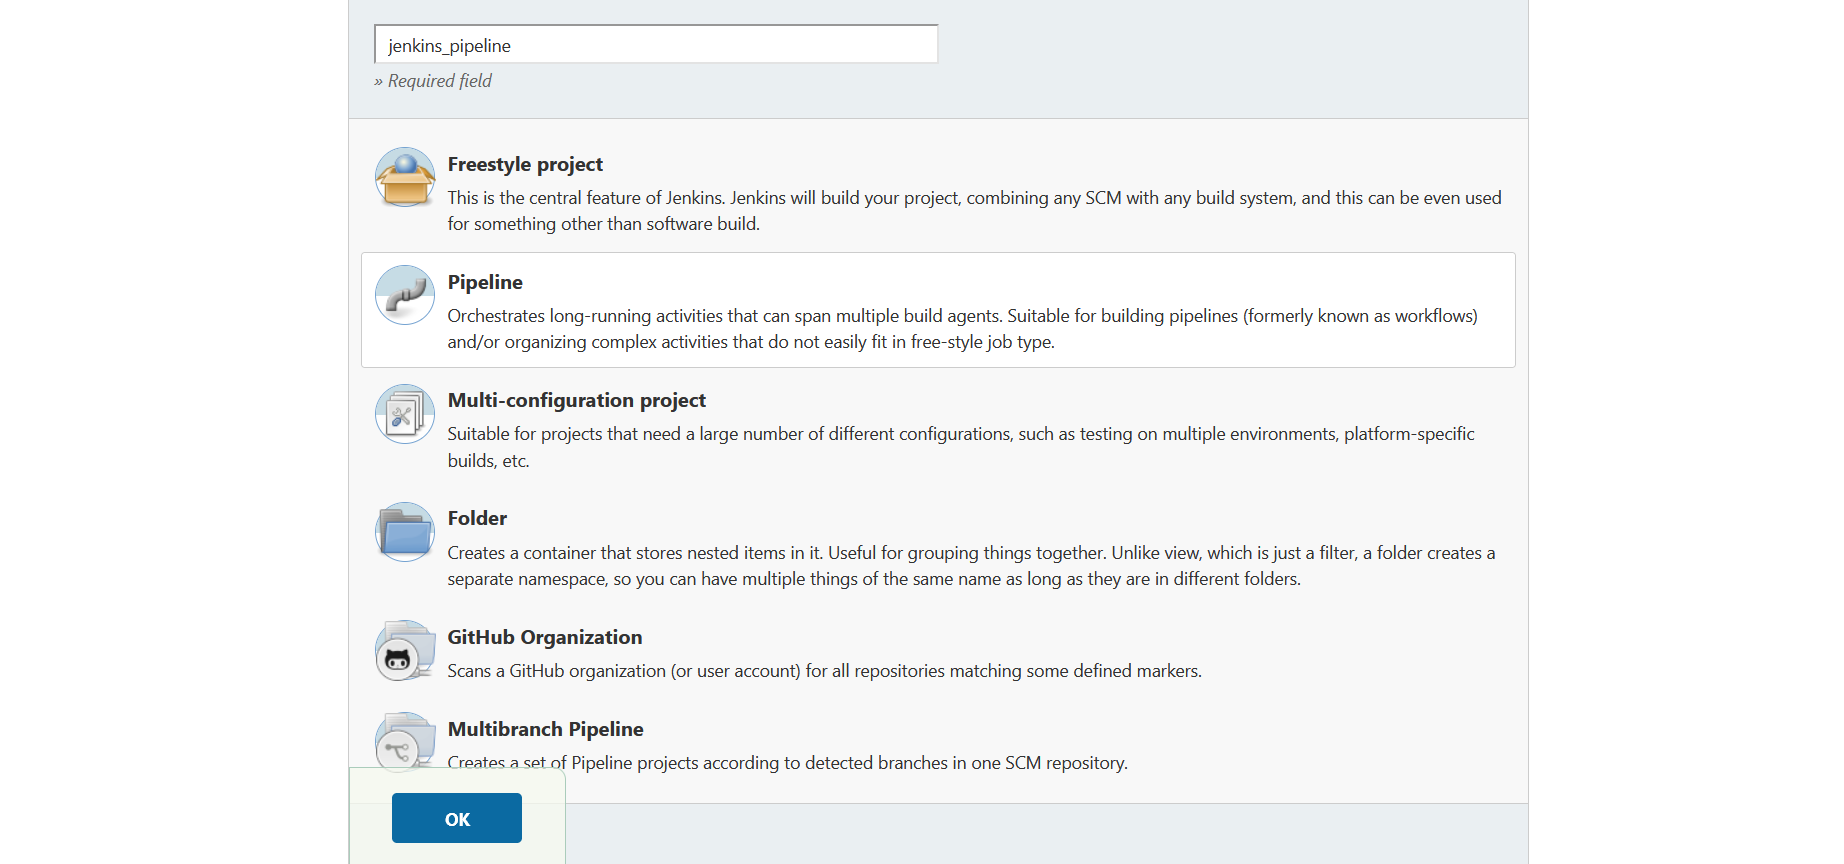 jenkins_pipeline
» Required field
Freestyle project
This is the central feature of Jenkins. Jenkins will build your project, combining any SCM with any build system, and this can be even used
for something other than software build.
Pipeline
Orchestrates long-running activities that can span multiple build agents. Suitable for building pipelines (formerly known as workflows)
and/or organizing complex activities that do not easily fit in free-style job type.
Multi-configuration project
Suitable for projects that need a large number of different configurations, such as testing on multiple environments, platform-specific
builds, etc.
Folder
Creates a container that stores nested items in it. Useful for grouping things together. Unlike view, which is just a filter, a folder creates a
separate namespace, so you can have multiple things of the same name as long as they are in different folders.
GitHub Organization
Scans a GitHub organization (or user account) for all repositories matching some defined markers.
Multibranch Pipeline
Creates a set of Pipeline projects according to detected branches in one SCM repository.
OK